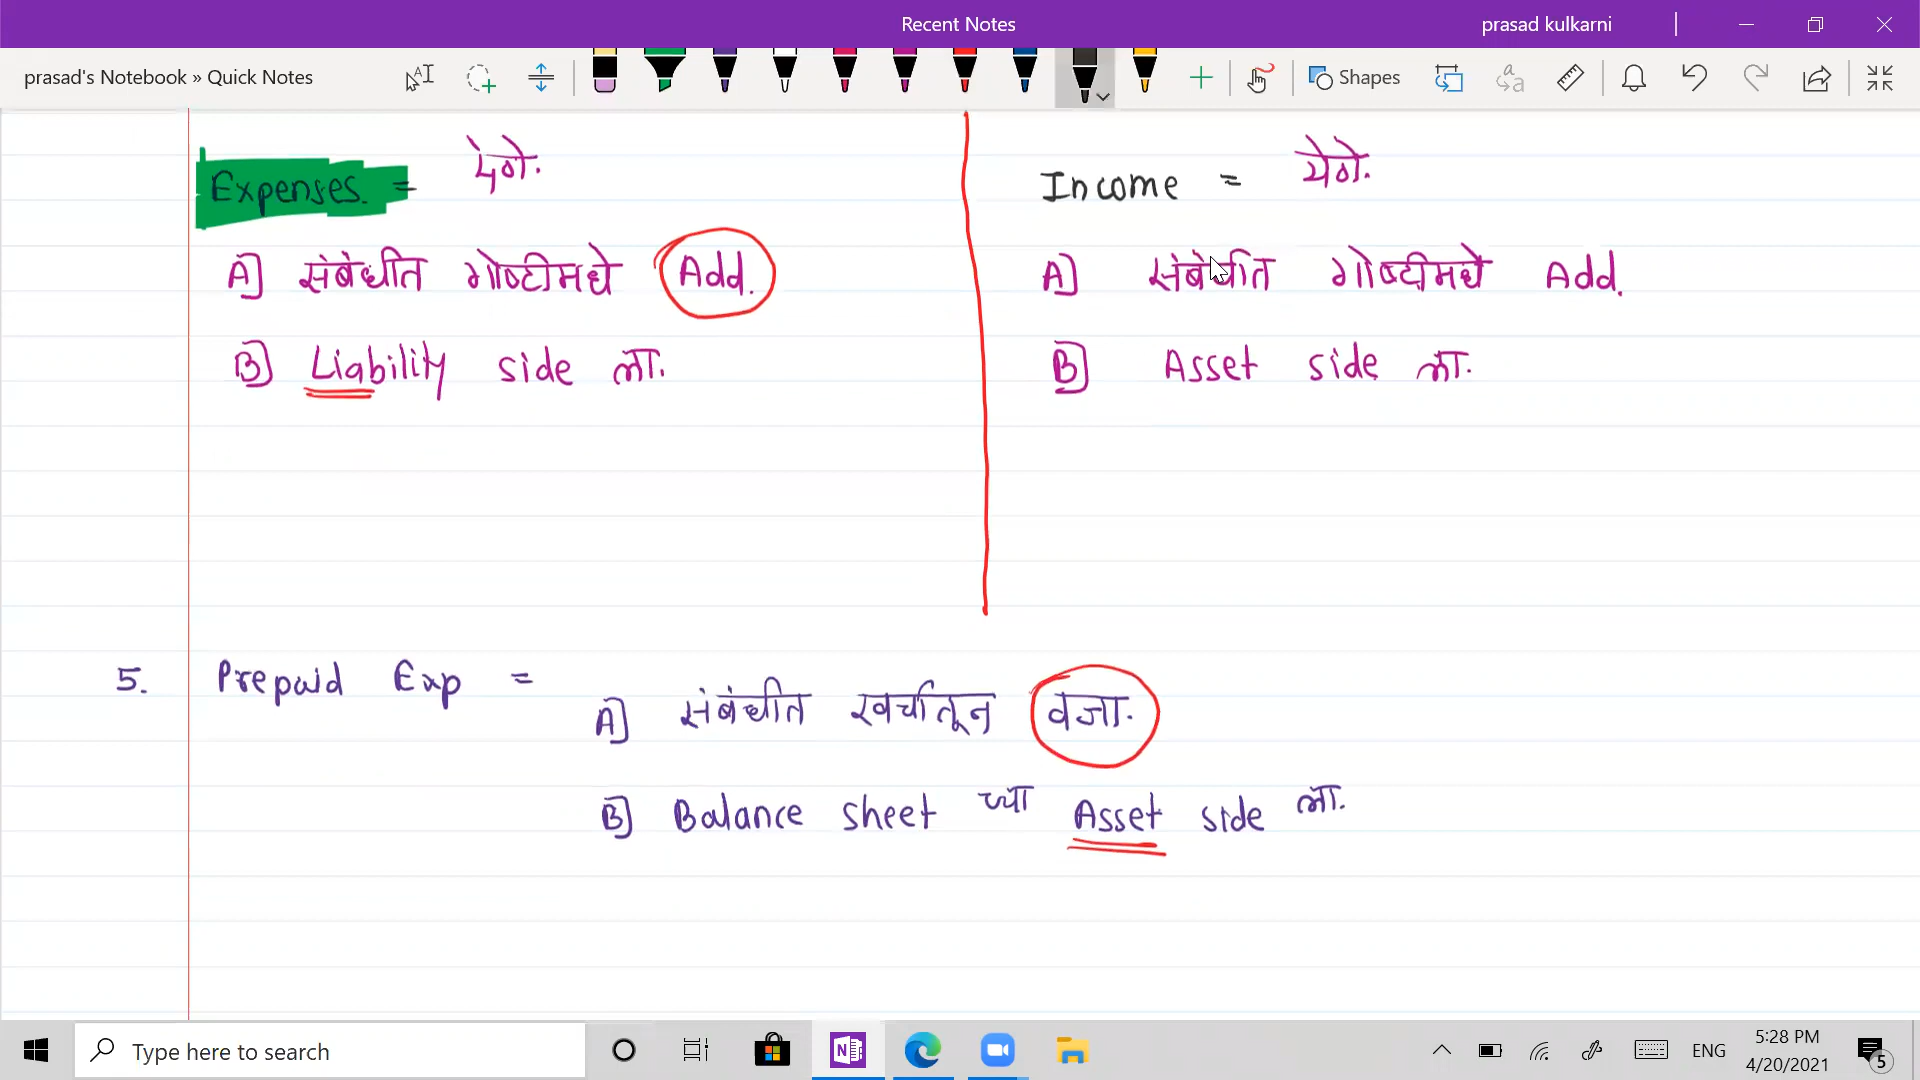 Recent Notes
prasad kulkarni
prasad's Notebook » Quick Notes
Shapes
Expenses = देणे.
A] संबंधीत गोष्टीमधे Add.
B] Liability side ला.
Income = येणे.
A] संबंधीत गोष्टीमधे Add.
B] Asset side ला.
5. Prepaid Exp =
A] संबंधीत खर्चातून वजा.
B] Balance sheet च्या Asset side ला.
Type here to search
ENG
5:28 PM
4/20/2021
5